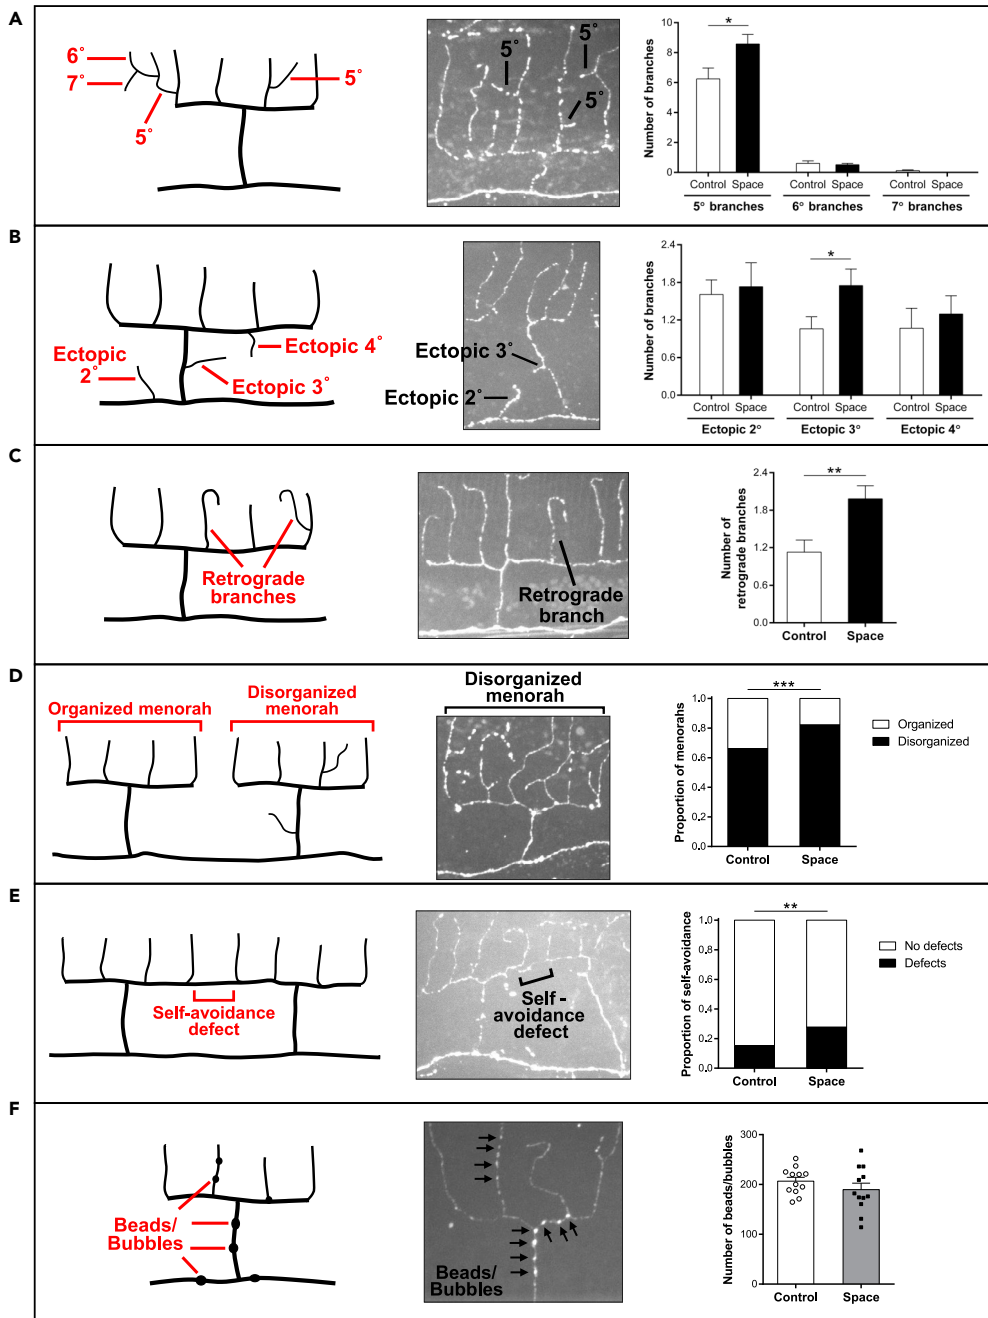 A
6°
7°
5°
5°
5°
5°
5°
Number of branches
10
8
6
4
2
0
*
Control Space Control Space Control Space
5° branches 6° branches 7° branches
B
Ectopic
2°
Ectopic 4°
Ectopic 3°
Ectopic 3°
Ectopic 2°
Number of branches
2.4
1.8
1.2
0.6
0.0
*
Control Space Control Space Control Space
Ectopic 2° Ectopic 3° Ectopic 4°
C
Retrograde
branches
Retrograde
branch
Number of
retrograde branches
2.4
1.8
1.2
0.6
0.0
**
Control Space
D
Organized menorah
Disorganized
menorah
Disorganized
menorah
Proportion of menorahs
1.0
0.8
0.6
0.4
0.2
0.0
***
Control Space
Organized
Disorganized
E
Self-avoidance
defect
Self -
avoidance
defect
Proportion of self-avoidance
1.0
0.8
0.6
0.4
0.2
0.0
**
Control Space
No defects
Defects
F
Beads/
Bubbles
Beads/
Bubbles
Number of beads/bubbles
300
200
100
0
Control Space